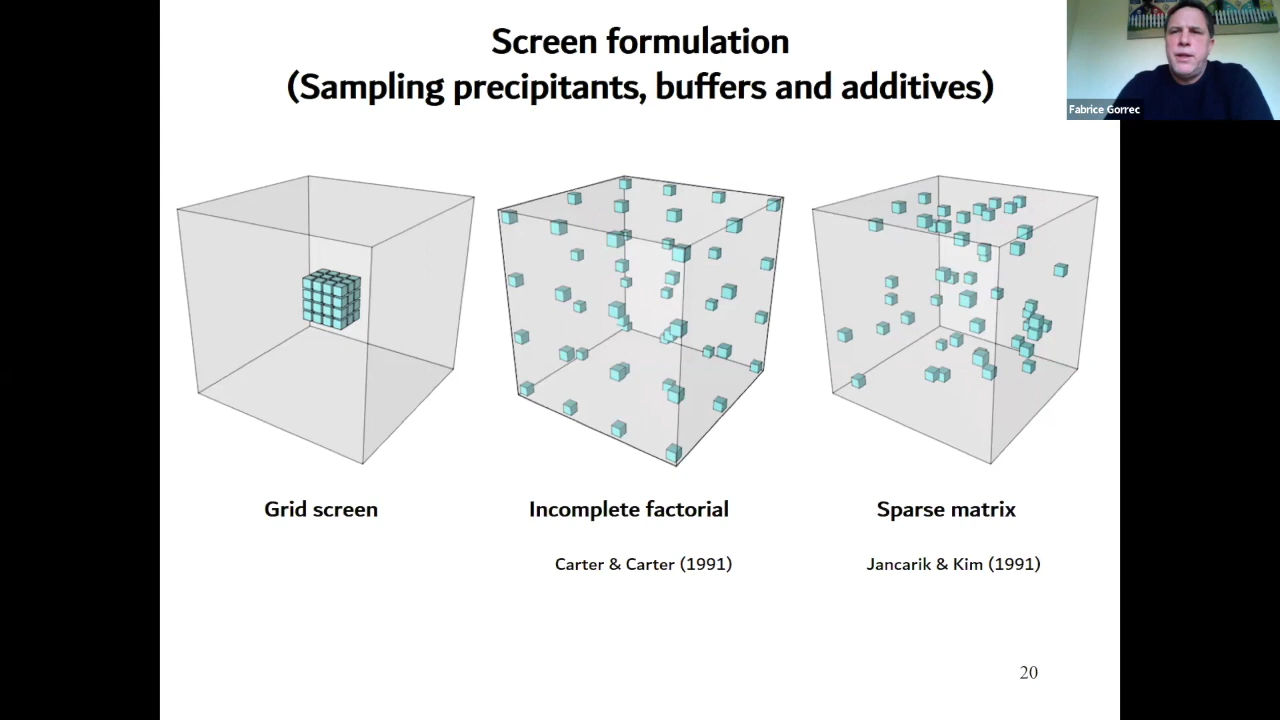 Screen formulation
(Sampling precipitants, buffers and additives)
Fabrice Gorrec
Grid screen
Incomplete factorial
Sparse matrix
Carter & Carter (1991)
Jancarik & Kim (1991)
20